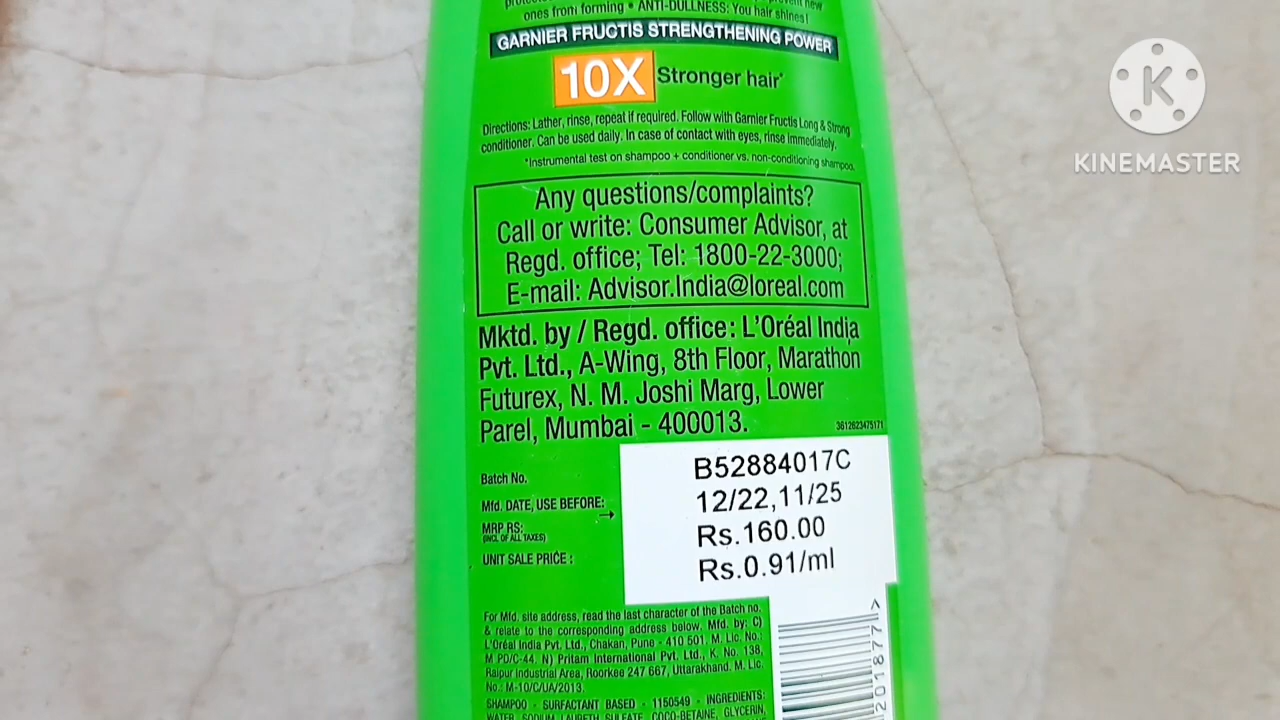 ones from forming • ANTI-DULLNESS: You hair shines!
GARNIER FRUCTIS STRENGTHENING POWER
10X Stronger hair*
Directions: Lather, rinse, repeat if required. Follow with Garnier Fructis Long & Strong
conditioner. Can be used daily. In case of contact with eyes, rinse immediately.
*Instrumental test on shampoo + conditioner vs. non-conditioning shampoo.
Any questions/complaints?
Call or write: Consumer Advisor, at
Regd. office; Tel: 1800-22-3000;
E-mail: Advisor.India@loreal.com
Mktd. by / Regd. office: L'Oréal India
Pvt. Ltd., A-Wing, 8th Floor, Marathon
Futurex, N. M. Joshi Marg, Lower
Parel, Mumbai - 400013.
3612623475171
Batch No. B52884017C
Mfd. DATE, USE BEFORE: → 12/22,11/25
MRP RS: Rs.160.00
(INCL OF ALL TAXES)
UNIT SALE PRICE : Rs.0.91/ml
For Mfd. site address, read the last character of the Batch no.
& relate to the corresponding address below. Mfd. by: C)
L'Oréal India Pvt. Ltd., Chakan, Pune - 410 501, M. Lic. No.:
M PD/C-44. N) Pritam International Pvt. Ltd., K. No. 138,
Raipur Industrial Area, Roorkee 247 667, Uttarakhand. M. Lic.
No.: M-10/C/UA/2013.
SHAMPOO - SURFACTANT BASED - 1150549 - INGREDIENTS:
WATER, SODIUM LAURETH SULFATE, COCO-BETAINE, GLYCERIN,
201877 >
K
KINEMASTER